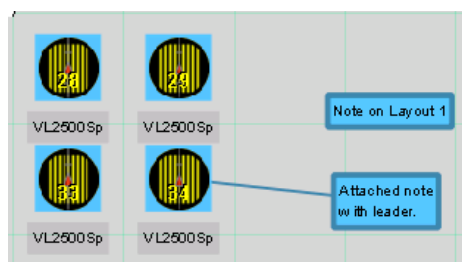 28 29
VL2500Sp VL2500Sp
Note on Layout 1
33 34
VL2500Sp VL2500Sp
Attached note
with leader.